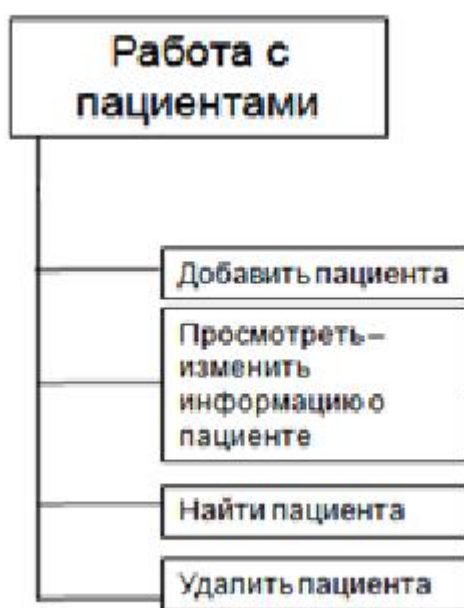 Работа с
пациентами
Добавить пациента
Просмотреть –
изменить
информацию о
пациенте
Найти пациента
Удалить пациента